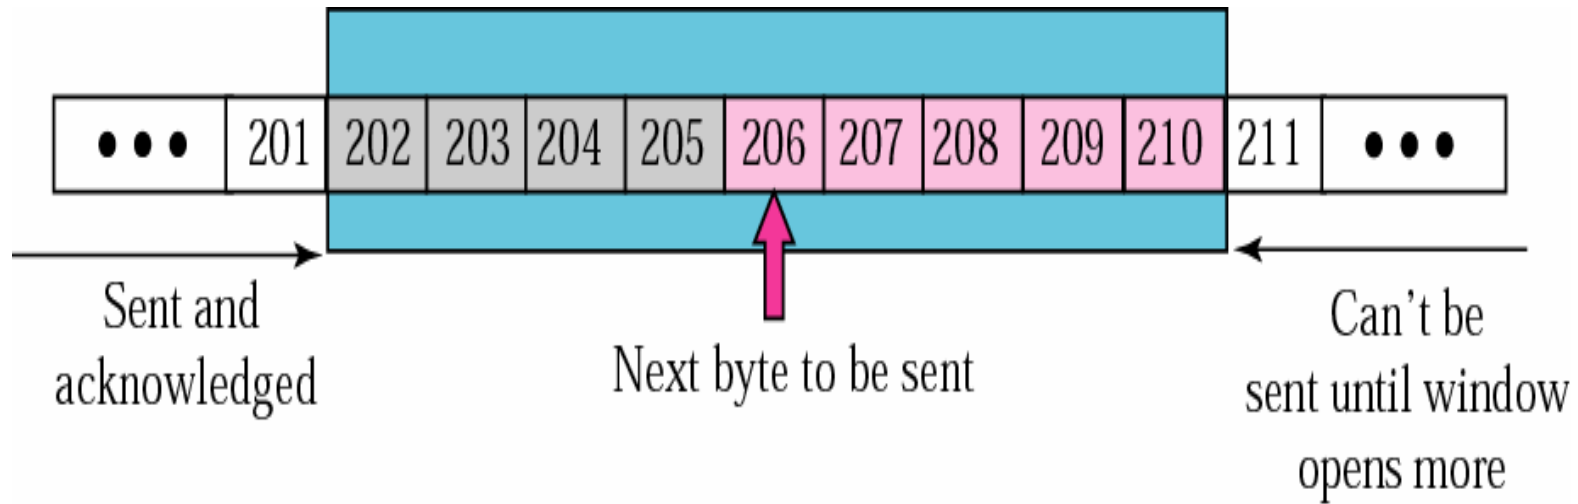 ••• 201 202 203 204 205 206 207 208 209 210 211 •••
Sent and
acknowledged
Next byte to be sent
Can't be
sent until window
opens more